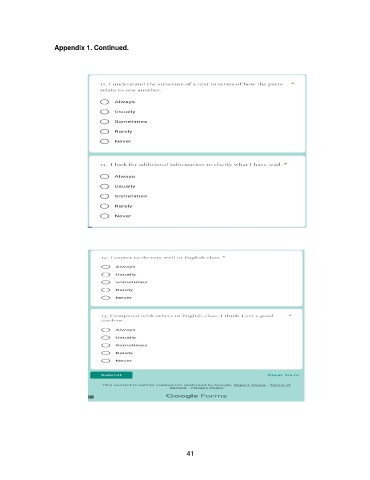 Appendix 1. Continued.
12. I understand the structure of a text in terms of how the parts *
relate to one another.
Always
Usually
Sometimes
Rarely
Never
13. I look for additional information to clarify what I have read. *
Always
Usually
Sometimes
Rarely
Never
14. I expect to do very well in English class. *
Always
Usually
Sometimes
Rarely
Never
15. Compared with others in English class, I think I am a good *
student.
Always
Usually
Sometimes
Rarely
Never
Submit
Clear form
This content is neither created nor endorsed by Google. Report Abuse - Terms of
Service - Privacy Policy
Google Forms
41